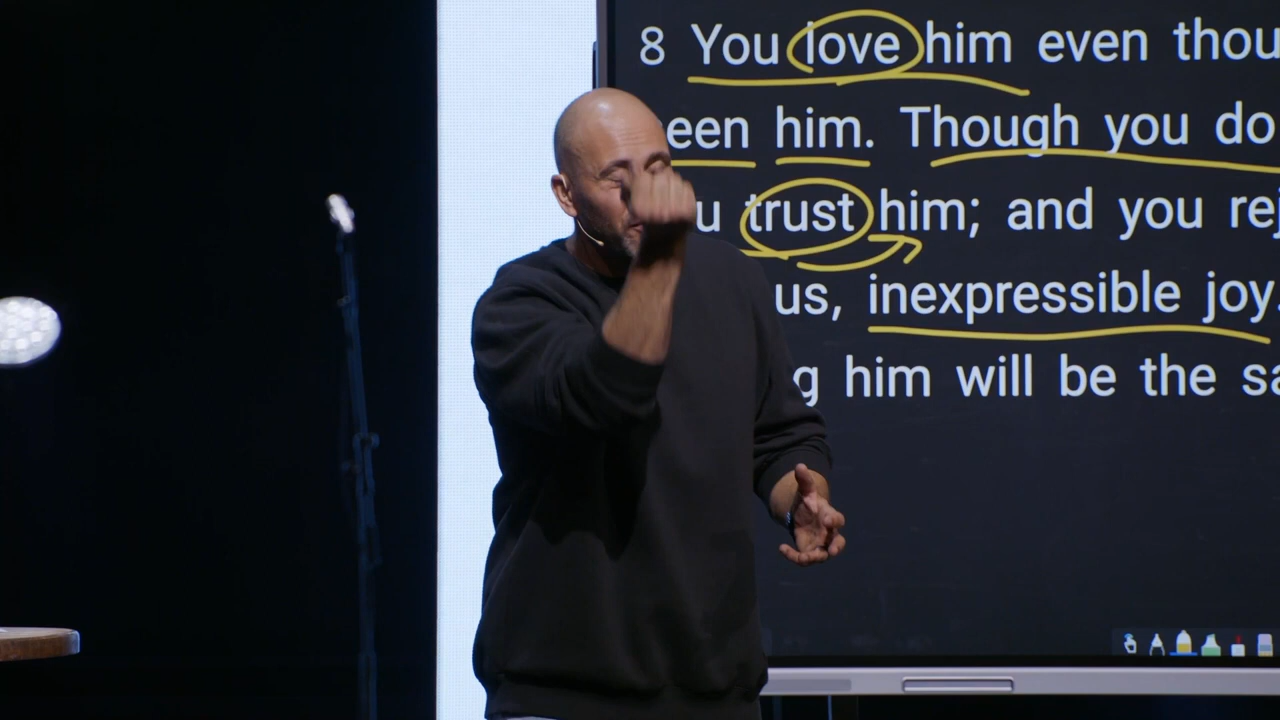 8 You love him even thou
een him. Though you do
u trust him; and you rej
us, inexpressible joy.
g him will be the sa